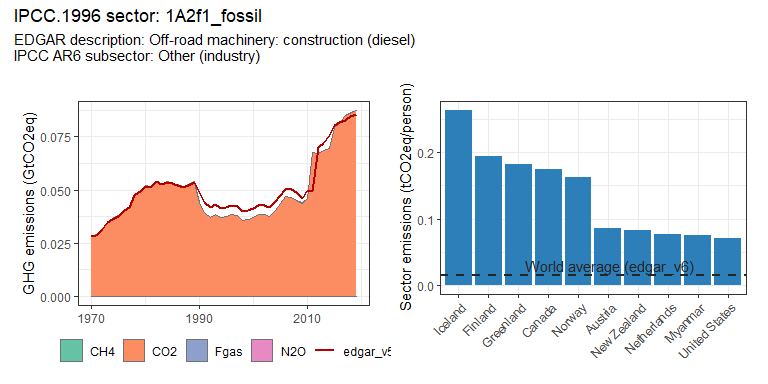 IPCC.1996 sector: 1A2f1_fossil
EDGAR description: Off-road machinery: construction (diesel)
IPCC AR6 subsector: Other (industry)
GHG emissions (GtCO2eq)
0.075
0.050
0.025
0.000
1970
1990
2010
CH4
CO2
Fgas
N2O
edgar_v6
Sector emissions (tCO2eq/person)
0.2
0.1
0.0
World average (edgar_v6)
Iceland
Finland
Greenland
Canada
Norway
Austria
New Zealand
Netherlands
Myanmar
United States